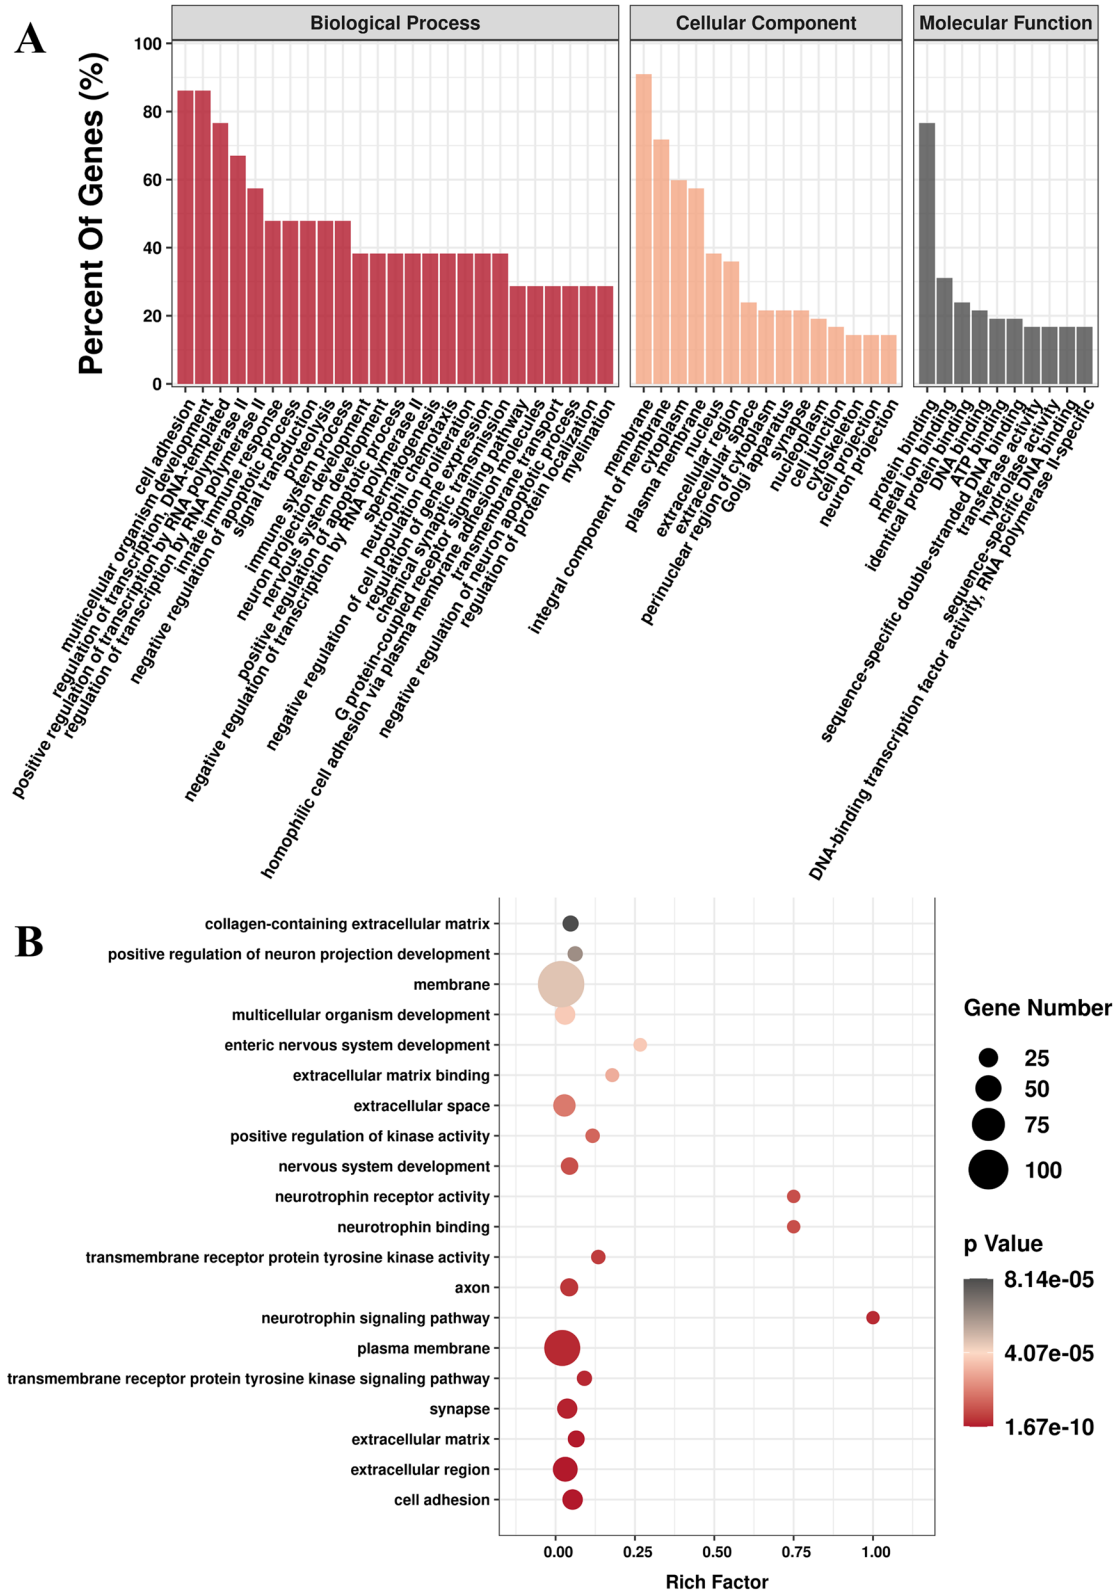 A
Biological Process
Cellular Component
Molecular Function
Percent Of Genes (%)
100
80
60
40
20
0
cell adhesion
multicellular organism development
regulation of transcription, DNA-templated
positive regulation of transcription by RNA polymerase II
regulation of transcription by RNA polymerase II
innate immune response
negative regulation of apoptotic process
signal transduction
proteolysis
immune system process
neuron projection development
nervous system development
positive regulation of apoptotic process
negative regulation of transcription by RNA polymerase II
spermatogenesis
neutrophil chemotaxis
negative regulation of cell population proliferation
regulation of gene expression
chemical synaptic transmission
G protein-coupled receptor signaling pathway
homophilic cell adhesion via plasma membrane adhesion molecules
transmembrane transport
negative regulation of neuron apoptotic process
regulation of protein localization
myelination
membrane
integral component of membrane
cytoplasm
plasma membrane
nucleus
extracellular region
extracellular space
perinuclear region of cytoplasm
Golgi apparatus
synapse
nucleoplasm
cell junction
cytoskeleton
cell projection
neuron projection
protein binding
metal ion binding
identical protein binding
DNA binding
ATP binding
sequence-specific double-stranded DNA binding
transferase activity
hydrolase activity
sequence-specific DNA binding
DNA-binding transcription factor activity, RNA polymerase II-specific
B
collagen-containing extracellular matrix
positive regulation of neuron projection development
membrane
multicellular organism development
enteric nervous system development
extracellular matrix binding
extracellular space
positive regulation of kinase activity
nervous system development
neurotrophin receptor activity
neurotrophin binding
transmembrane receptor protein tyrosine kinase activity
axon
neurotrophin signaling pathway
plasma membrane
transmembrane receptor protein tyrosine kinase signaling pathway
synapse
extracellular matrix
extracellular region
cell adhesion
0.00
0.25
0.50
0.75
1.00
Rich Factor
Gene Number
25
50
75
100
p Value
8.14e-05
4.07e-05
1.67e-10